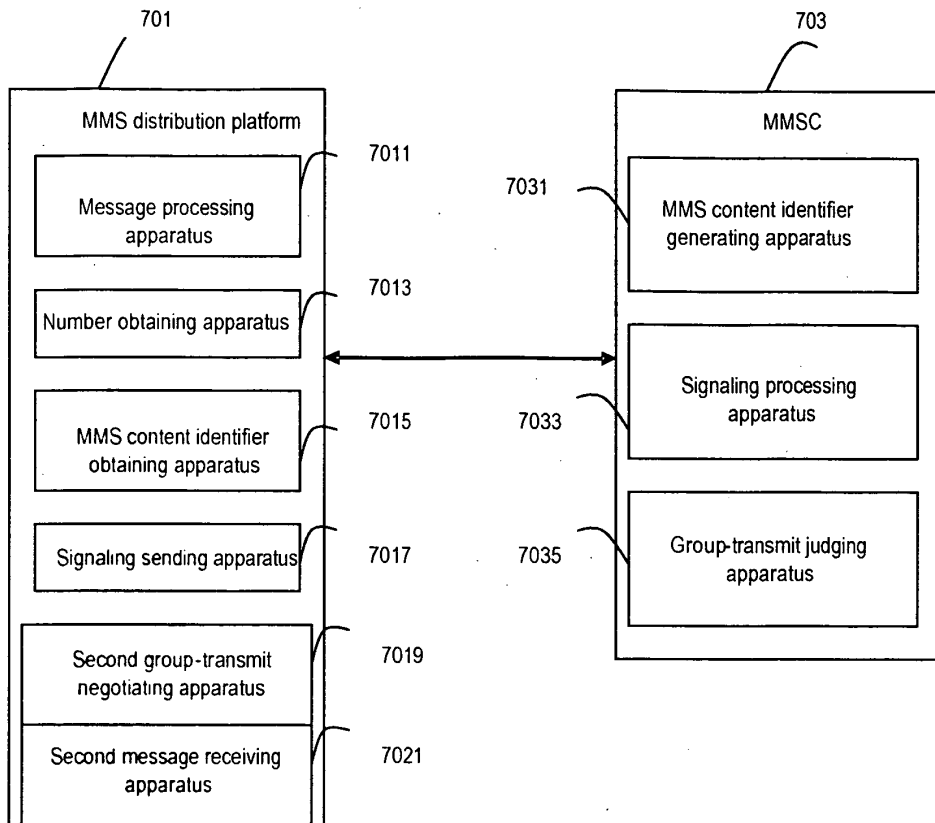 701
703
MMS distribution platform
7011
Message processing
apparatus
7013
Number obtaining apparatus
7015
MMS content identifier
obtaining apparatus
7017
Signaling sending apparatus
7019
Second group-transmit
negotiating apparatus
7021
Second message receiving
apparatus
MMSC
7031
MMS content identifier
generating apparatus
7033
Signaling processing
apparatus
7035
Group-transmit judging
apparatus